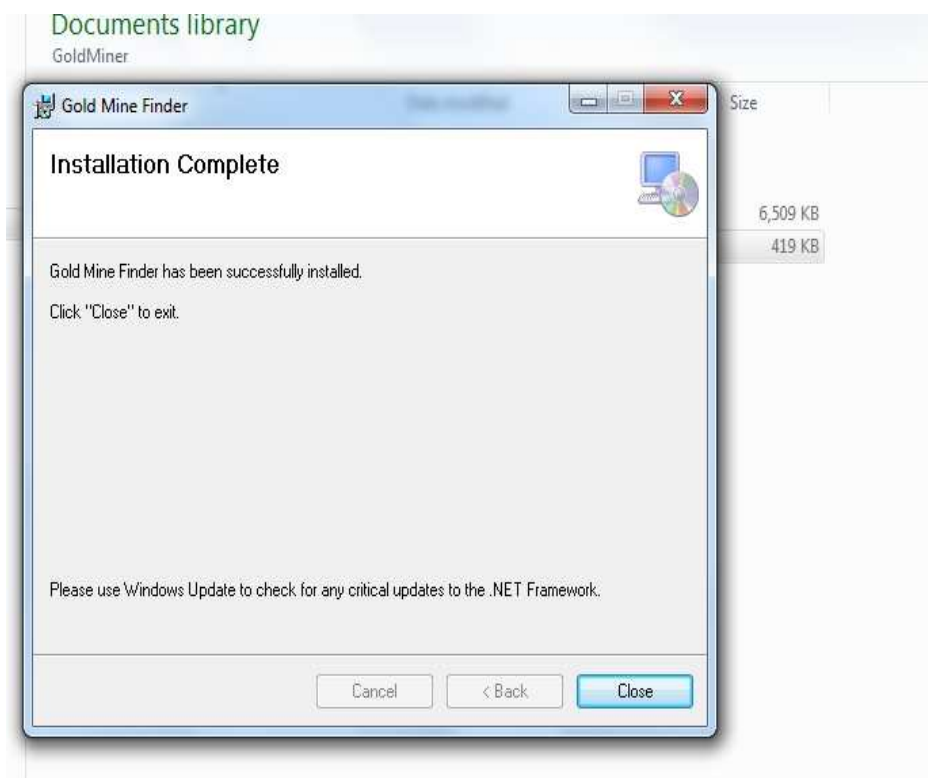 Documents library
GoldMiner
Gold Mine Finder
Size
Installation Complete
6,509 KB
419 KB
Gold Mine Finder has been successfully installed.
Click "Close" to exit.
Please use Windows Update to check for any critical updates to the .NET Framework.
Cancel
< Back
Close